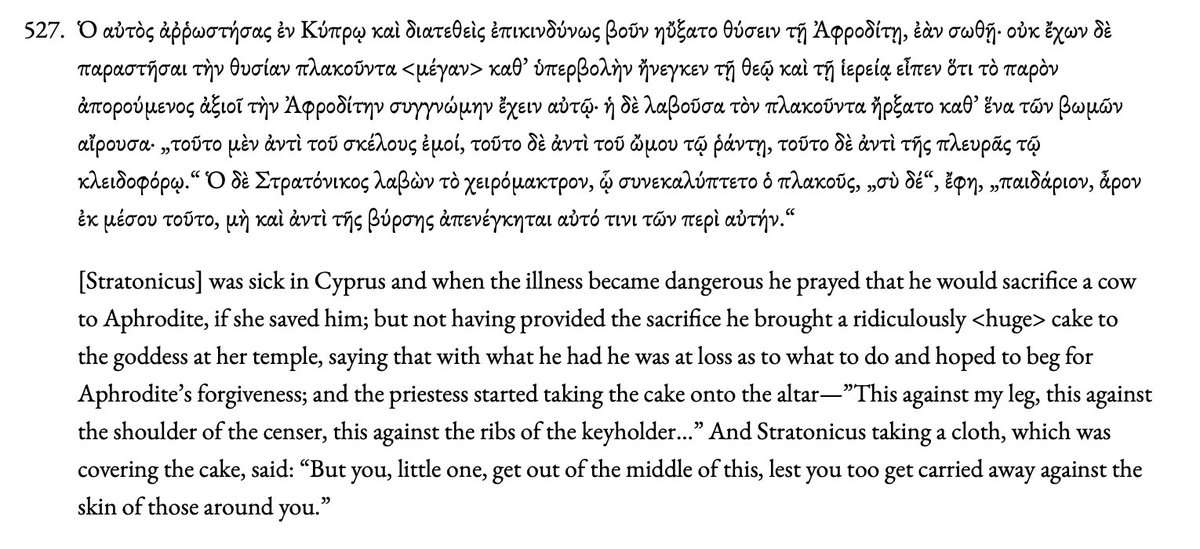 527. Ὁ αὐτὸς ἀῤῥωστήσας ἐν Κύπρῳ καὶ διατεθεὶς ἐπικινδύνως βοῦν ηὔξατο θύσειν τῇ Ἀφροδίτῃ, ἐὰν σωθῇ· οὐκ ἔχων δὲ
παραστῆσαι τὴν θυσίαν πλακοῦντα <μέγαν> καθ’ ὑπερβολὴν ἤνεγκεν τῇ θεῷ καὶ τῇ ἱερείᾳ εἶπεν ὅτι τὸ παρὸν
ἀπορούμενος ἀξιοῖ τὴν Ἀφροδίτην συγγνώμην ἔχειν αὐτῷ· ἡ δὲ λαβοῦσα τὸν πλακοῦντα ἤρξατο καθ’ ἕνα τῶν βωμῶν
αἴρουσα· „τοῦτο μὲν ἀντὶ τοῦ σκέλους ἐμοί, τοῦτο δὲ ἀντὶ τοῦ ὤμου τῷ ῥάντῃ, τοῦτο δὲ ἀντὶ τῆς πλευρᾶς τῷ
κλειδοφόρῳ.“ Ὁ δὲ Στρατόνικος λαβὼν τὸ χειρόμακτρον, ᾧ συνεκαλύπτετο ὁ πλακοῦς, „σὺ δέ“, ἔφη, „παιδάριον, ἆρον
ἐκ μέσου τοῦτο, μὴ καὶ ἀντὶ τῆς βύρσης ἀπενέγκηται αὐτό τινι τῶν περὶ αὐτήν.“
[Stratonicus] was sick in Cyprus and when the illness became dangerous he prayed that he would sacrifice a cow
to Aphrodite, if she saved him; but not having provided the sacrifice he brought a ridiculously <huge> cake to
the goddess at her temple, saying that with what he had he was at loss as to what to do and hoped to beg for
Aphrodite’s forgiveness; and the priestess started taking the cake onto the altar—”This against my leg, this against
the shoulder of the censer, this against the ribs of the keyholder...” And Stratonicus taking a cloth, which was
covering the cake, said: “But you, little one, get out of the middle of this, lest you too get carried away against the
skin of those around you.”